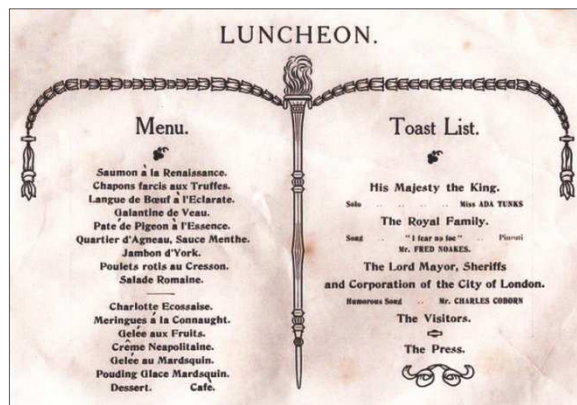 LUNCHEON.
Menu.
Saumon à la Renaissance.
Chapons farcis aux Truffes.
Langue de Bœuf a l'Eclarate.
Galantine de Veau.
Paté de Pigeon à l'Essence.
Quartier d'Agneau, Sauce Menthe.
Jambon d'York.
Poulets rotis au Cresson.
Salade Romaine.
Charlotte Ecossaise.
Meringues á la Connaught.
Gelée aux Fruits.
Crême Neapolitaine.
Gelée au Mardsquin.
Pouding Glace Mardsquin.
Dessert. Cafè.
Toast List.
His Majesty the King.
Solo .. .. .. .. Miss ADA TUNKS
The Royal Family.
Song .. "I fear no foe" .. Pinsuti
Mr. FRED NOAKES.
The Lord Mayor, Sheriffs
and Corporation of the City of London.
Humorous Song .. Mr. CHARLES COBORN
The Visitors.
The Press.